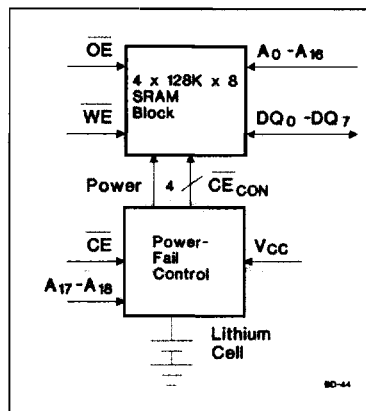 OE
A0 -A16
4 x 128K x 8
SRAM
Block
WE
DQ0 -DQ7
Power
4
CECON
CE
Power-
Fail
Control
VCC
A17-A18
Lithium
Cell
BD-44